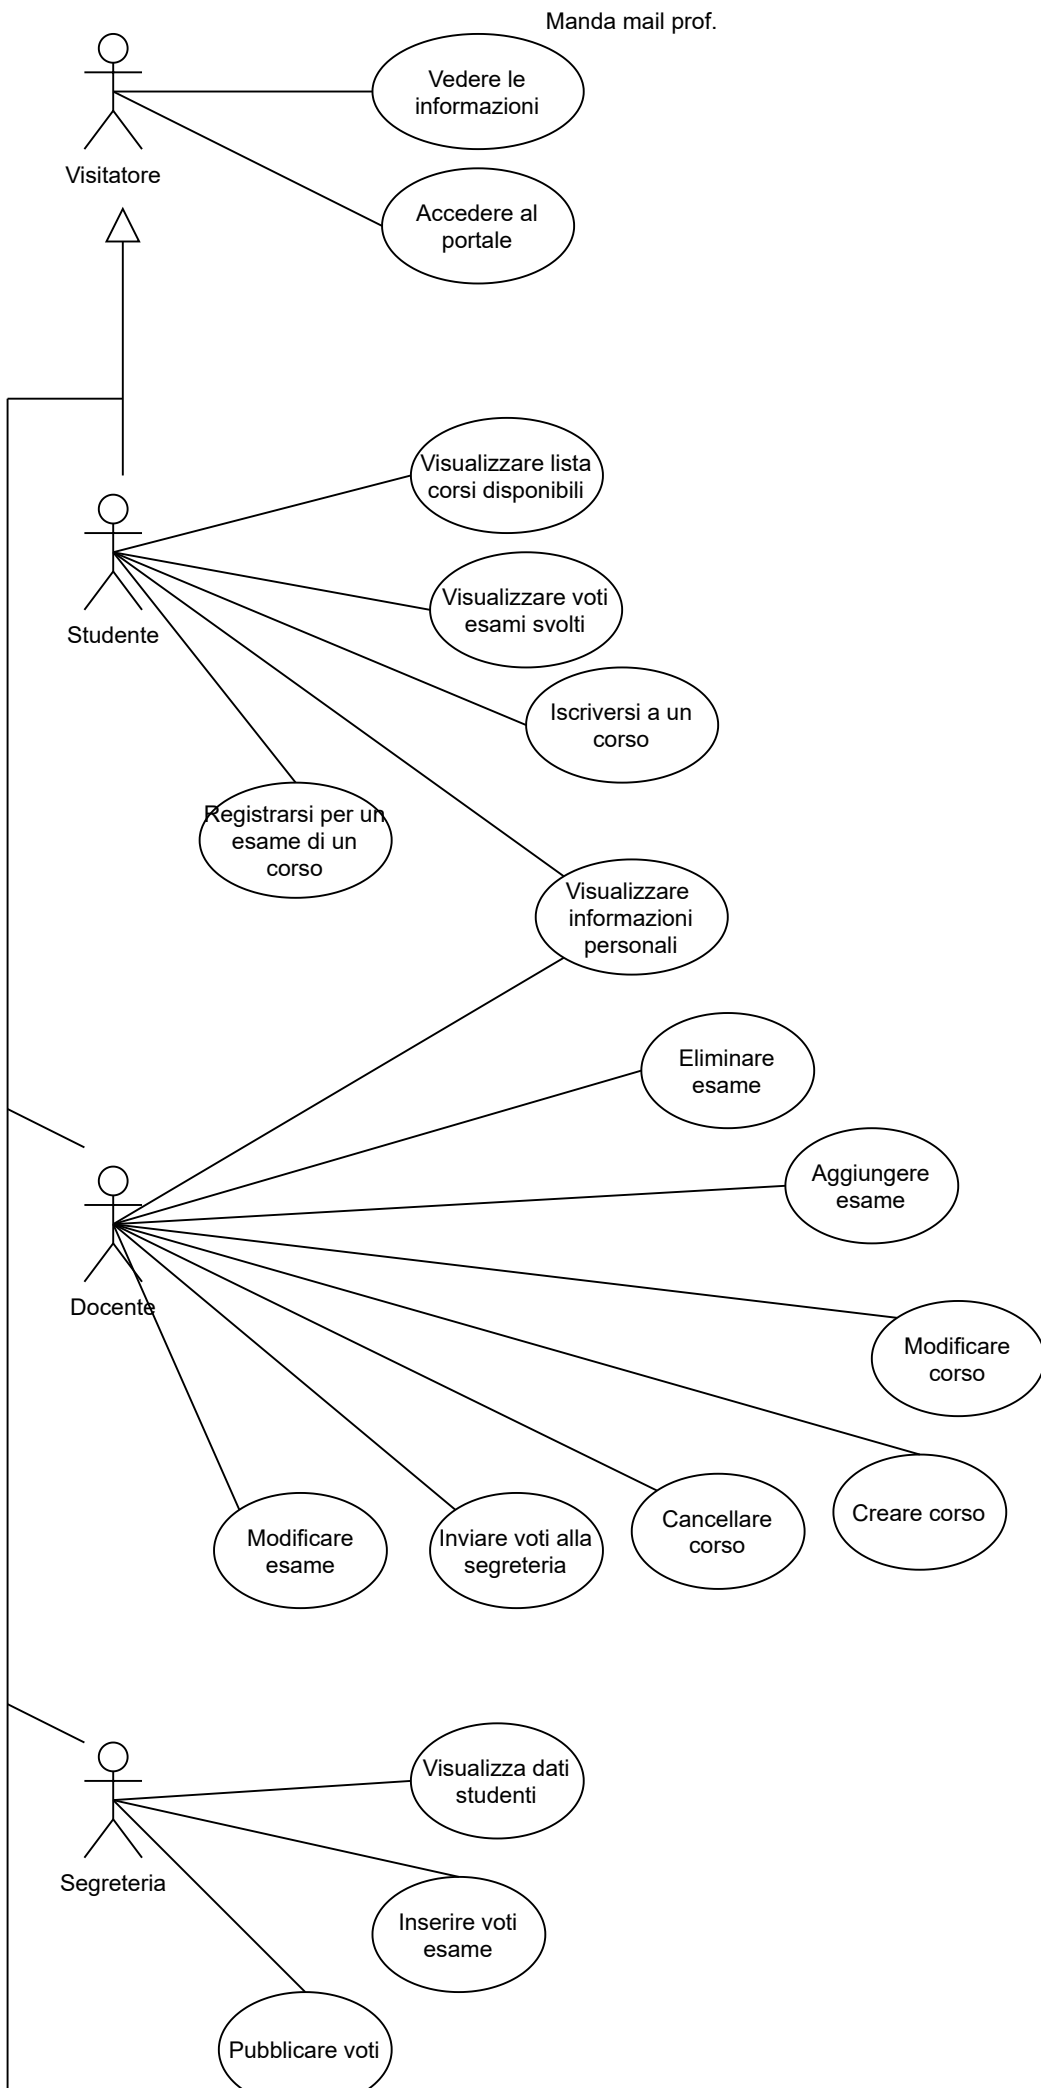 Manda mail prof.
Vedere le
informazioni
Visitatore
Accedere al
portale
Visualizzare lista
corsi disponibili
Visualizzare voti
esami svolti
Studente
Iscriversi a un
corso
Registrarsi per un
esame di un
corso
Visualizzare
informazioni
personali
Eliminare
esame
Aggiungere
esame
Docente
Modificare
corso
Creare corso
Cancellare
corso
Inviare voti alla
segreteria
Modificare
esame
Visualizza dati
studenti
Segreteria
Inserire voti
esame
Pubblicare voti